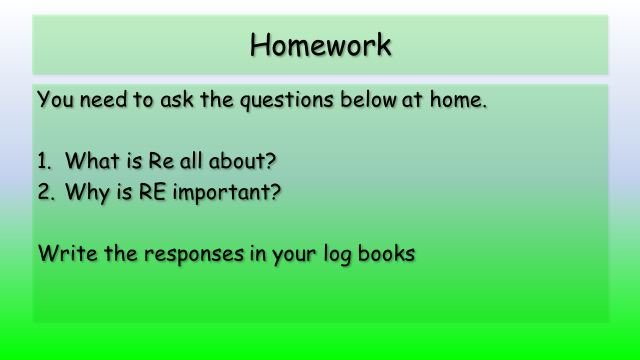 Homework
You need to ask the questions below at home.
1. What is Re all about?
2. Why is RE important?
Write the responses in your log books